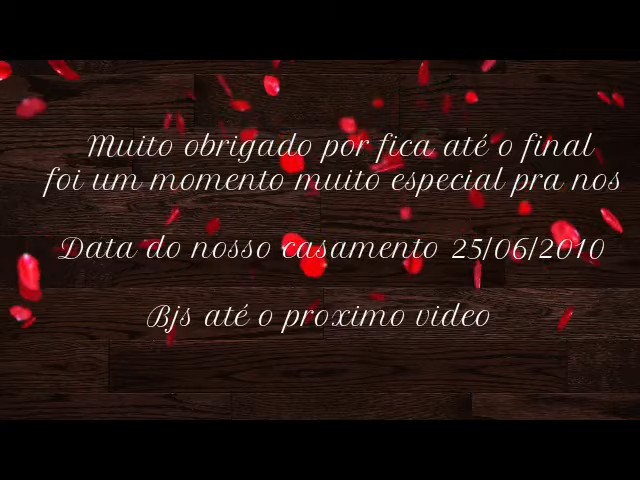 Muito obrigado por fica até o final
foi um momento muito especial pra nos
Data do nosso casamento 25/06/2010
Bjs até o proximo video